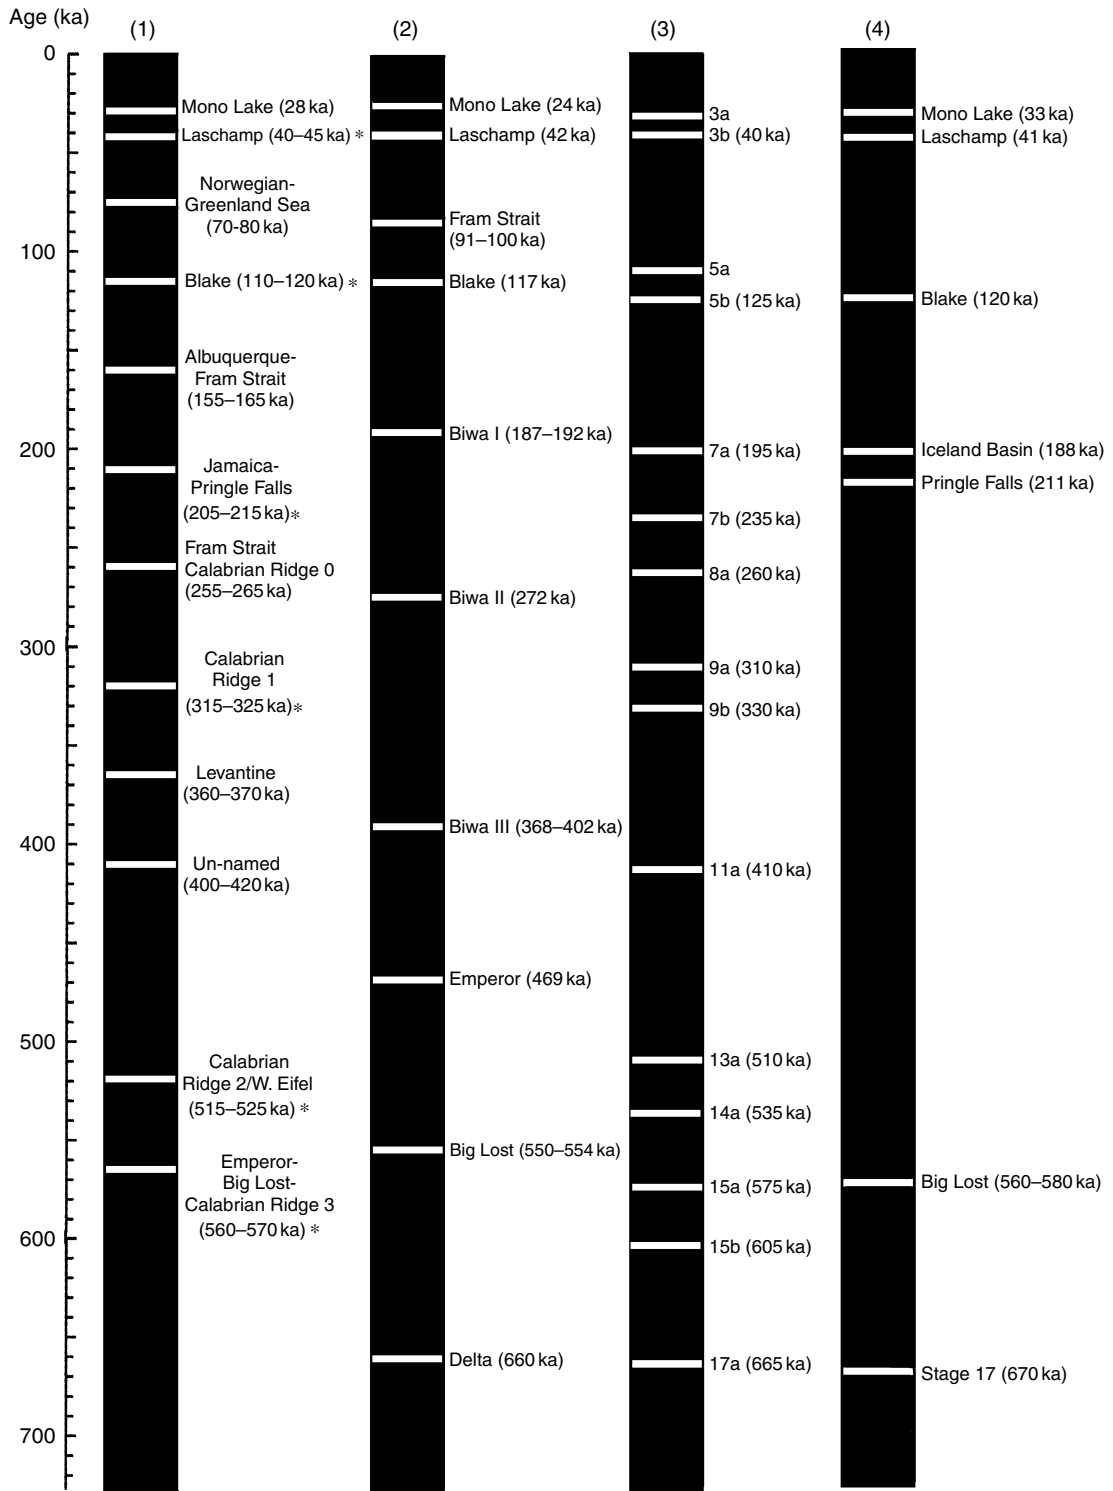 Age (ka)
(1)
(2)
(3)
(4)
0
100
200
300
400
500
600
700
Mono Lake (28 ka)
Laschamp (40–45 ka) *
Norwegian-
Greenland Sea
(70-80 ka)
Blake (110–120 ka) *
Albuquerque-
Fram Strait
(155–165 ka)
Jamaica-
Pringle Falls
(205–215 ka)*
Fram Strait
Calabrian Ridge 0
(255–265 ka)
Calabrian
Ridge 1
(315–325 ka)*
Levantine
(360–370 ka)
Un-named
(400–420 ka)
Calabrian
Ridge 2/W. Eifel
(515–525 ka) *
Emperor-
Big Lost-
Calabrian Ridge 3
(560–570 ka) *
Mono Lake (24 ka)
Laschamp (42 ka)
Fram Strait
(91–100 ka)
Blake (117 ka)
Biwa I (187–192 ka)
Biwa II (272 ka)
Biwa III (368–402 ka)
Emperor (469 ka)
Big Lost (550–554 ka)
Delta (660 ka)
3a
3b (40 ka)
5a
5b (125 ka)
7a (195 ka)
7b (235 ka)
8a (260 ka)
9a (310 ka)
9b (330 ka)
11a (410 ka)
13a (510 ka)
14a (535 ka)
15a (575 ka)
15b (605 ka)
17a (665 ka)
Mono Lake (33 ka)
Laschamp (41 ka)
Blake (120 ka)
Iceland Basin (188 ka)
Pringle Falls (211 ka)
Big Lost (560–580 ka)
Stage 17 (670 ka)